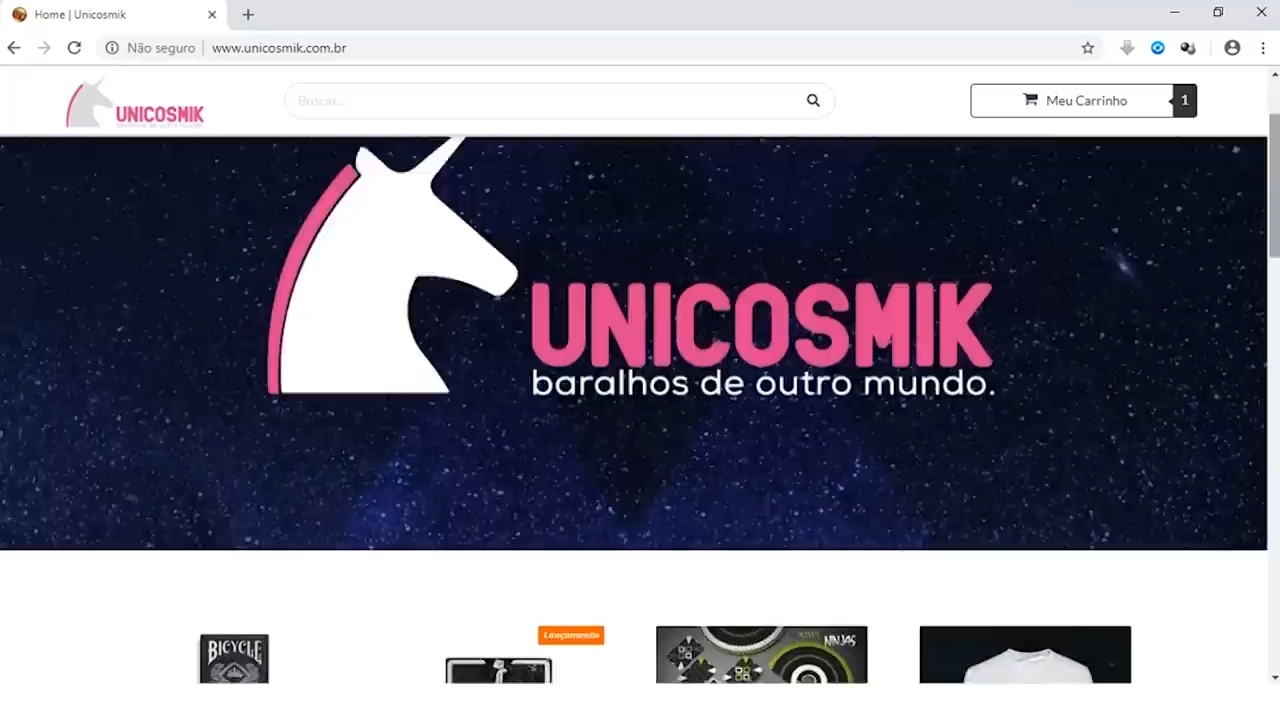 Home | Unicosmik
Não seguro
www.unicosmik.com.br
UNICOSMIK
Buscar...
Meu Carrinho
1
UNICOSMIK
baralhos de outro mundo.
BICYCLE
Lançamento
NINJAS